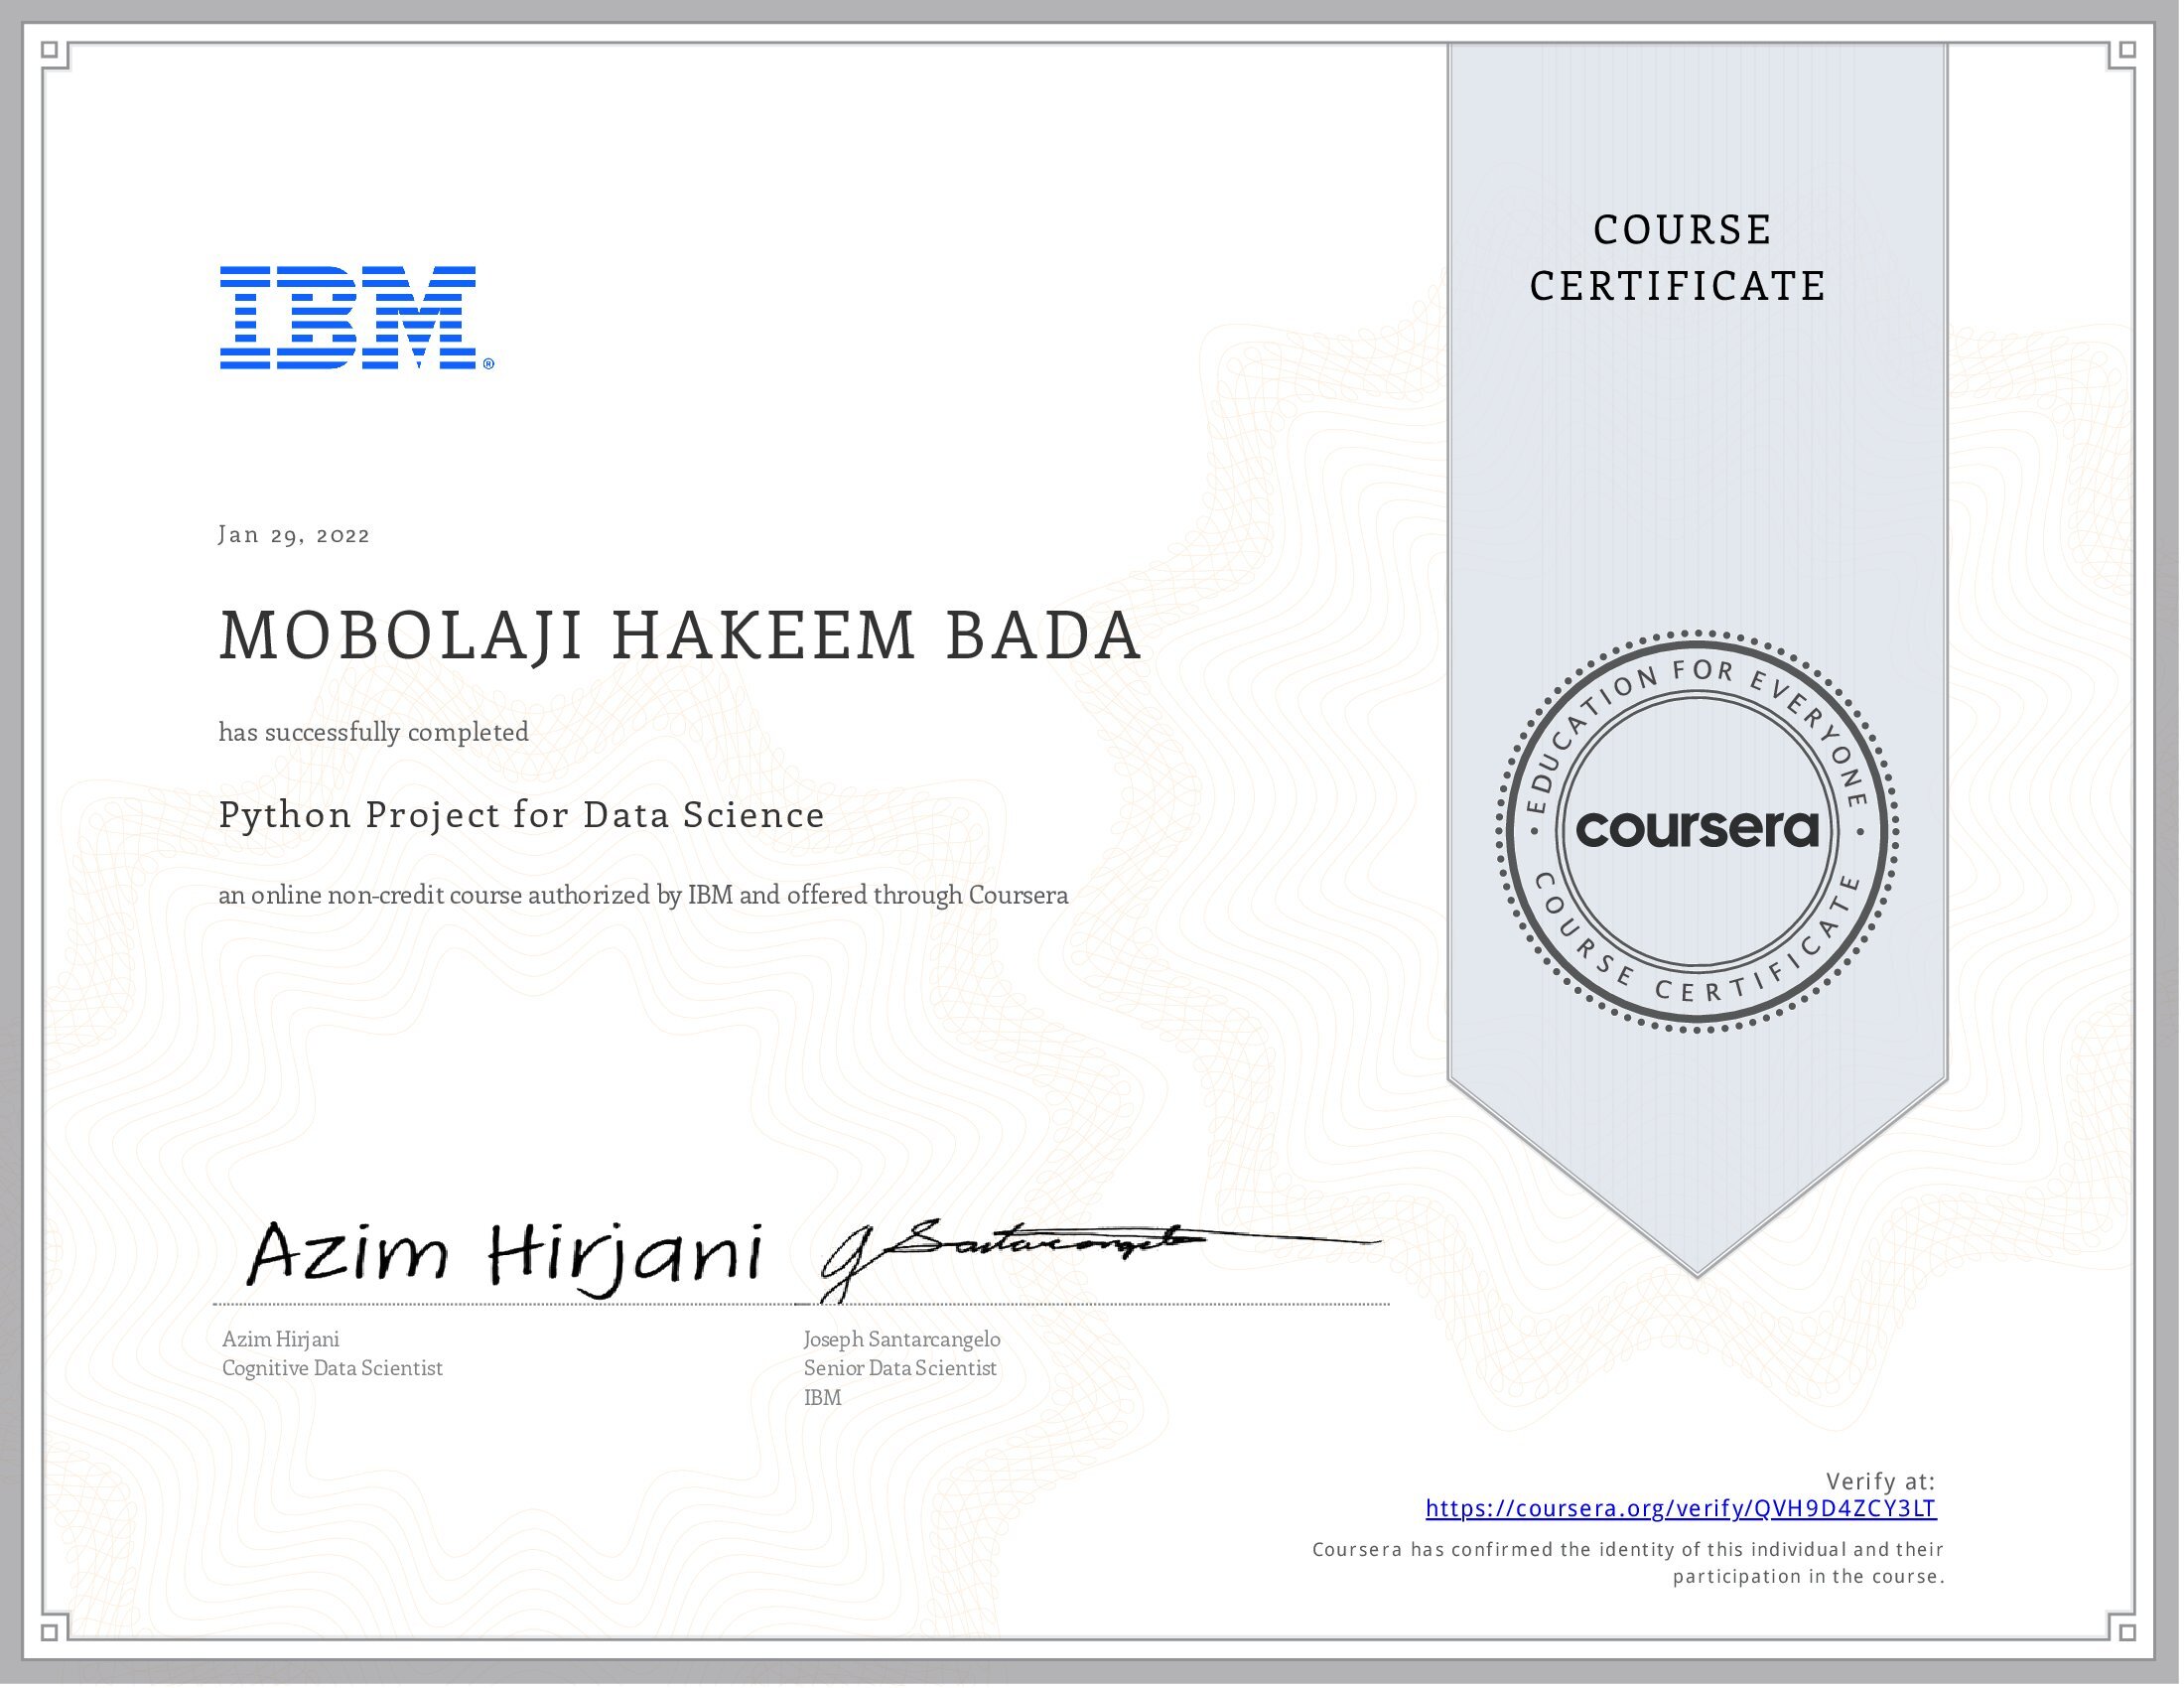 COURSE
CERTIFICATE
IBM®
Jan 29, 2022
MOBOLAJI HAKEEM BADA
has successfully completed
Python Project for Data Science
an online non-credit course authorized by IBM and offered through Coursera
EDUCATION FOR EVERYONE
coursera
COURSE CERTIFICATE
Azim Hirjani
J Santarcangelo
Azim Hirjani
Cognitive Data Scientist
Joseph Santarcangelo
Senior Data Scientist
IBM
Verify at:
https://coursera.org/verify/QVH9D4ZCY3LT
Coursera has confirmed the identity of this individual and their
participation in the course.